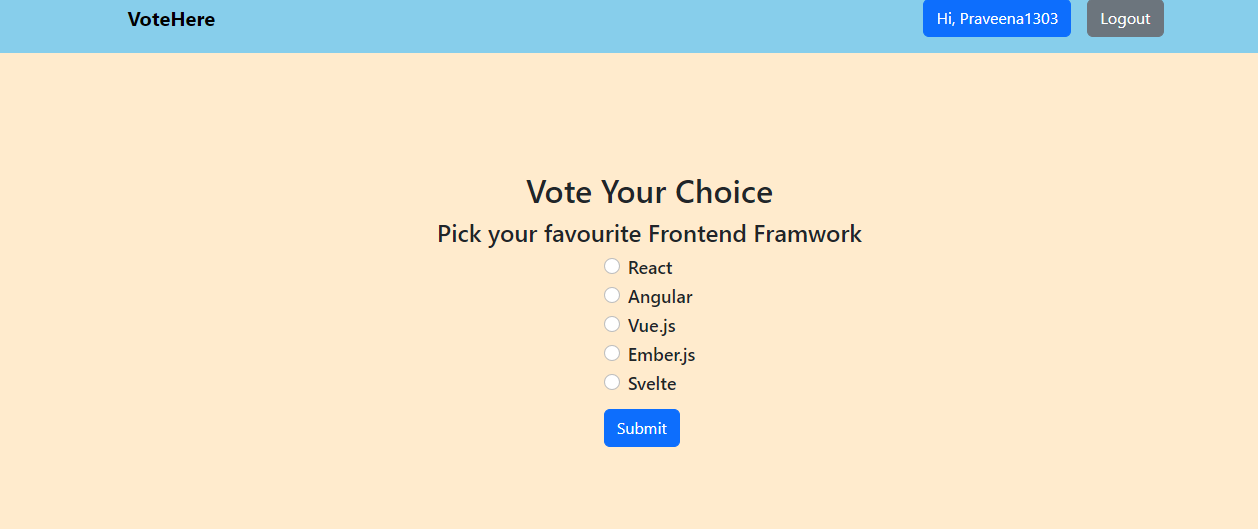 VoteHere Hi, Praveena1303 Logout
Vote Your Choice
Pick your favourite Frontend Framwork
React
Angular
Vue.js
Ember.js
Svelte
Submit